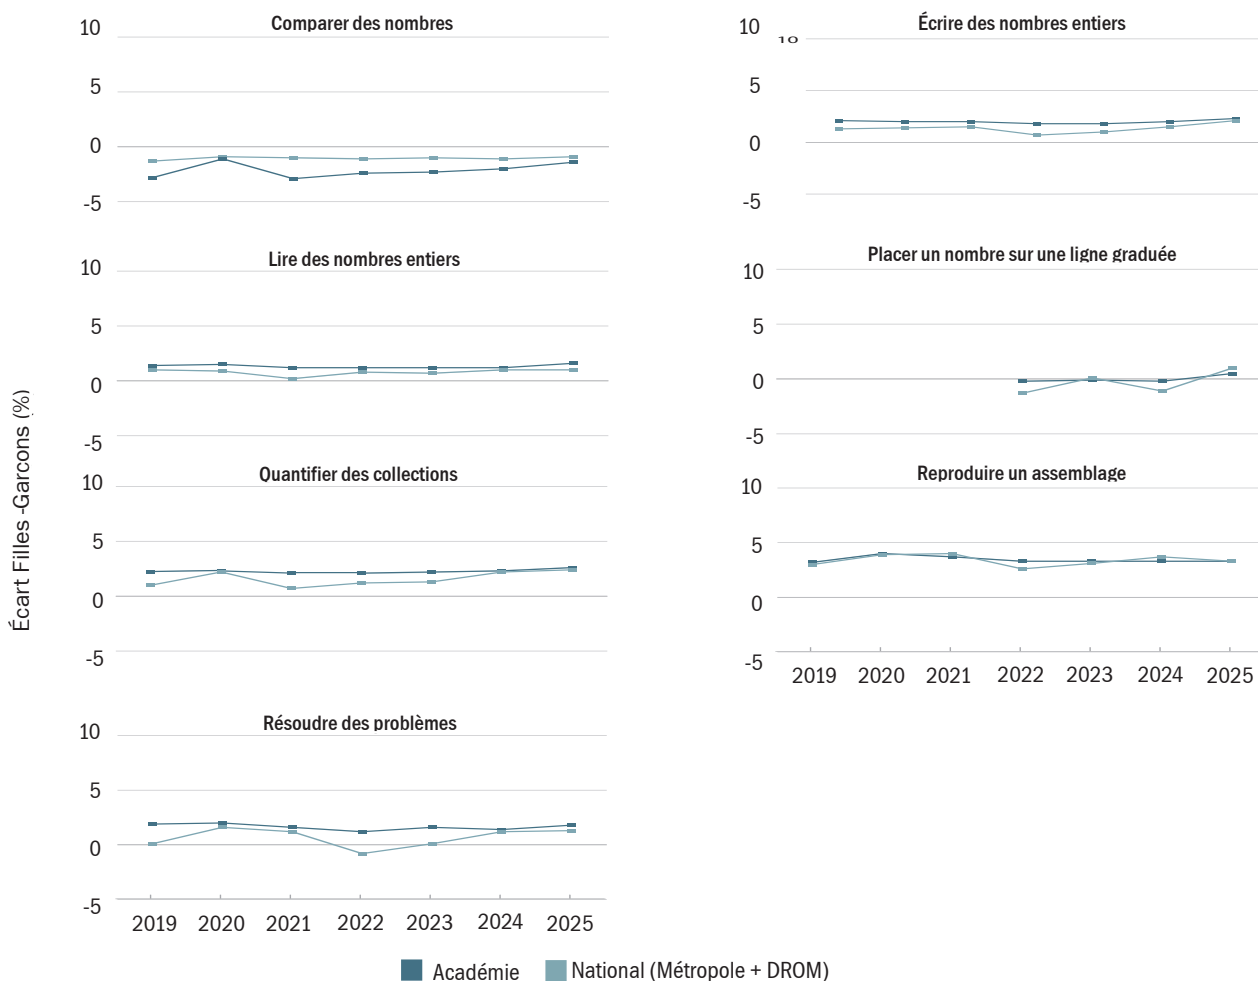 Comparer des nombres
10
5
0
-5
Écrire des nombres entiers
10
5
0
-5
Lire des nombres entiers
10
5
0
-5
Placer un nombre sur une ligne graduée
10
5
0
-5
Écart Filles -Garcons (%)
Quantifier des collections
10
5
0
-5
Reproduire un assemblage
10
5
0
-5
2019 2020 2021 2022 2023 2024 2025
Résoudre des problèmes
10
5
0
-5
2019 2020 2021 2022 2023 2024 2025
Académie National (Métropole + DROM)